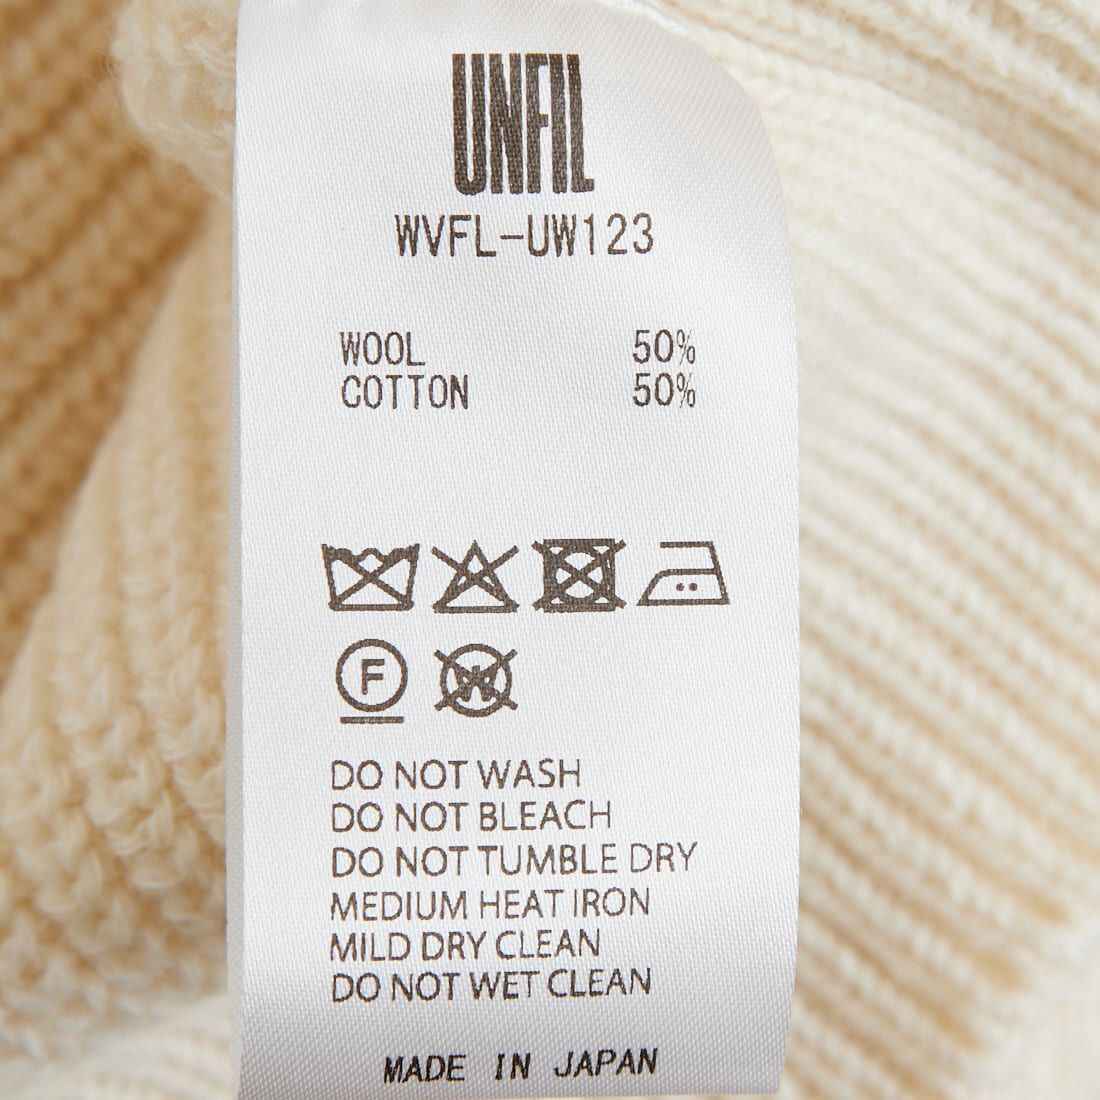 UNFIL
WVFL-UW123
WOOL 50%
COTTON 50%
F W
DO NOT WASH
DO NOT BLEACH
DO NOT TUMBLE DRY
MEDIUM HEAT IRON
MILD DRY CLEAN
DO NOT WET CLEAN
MADE IN JAPAN